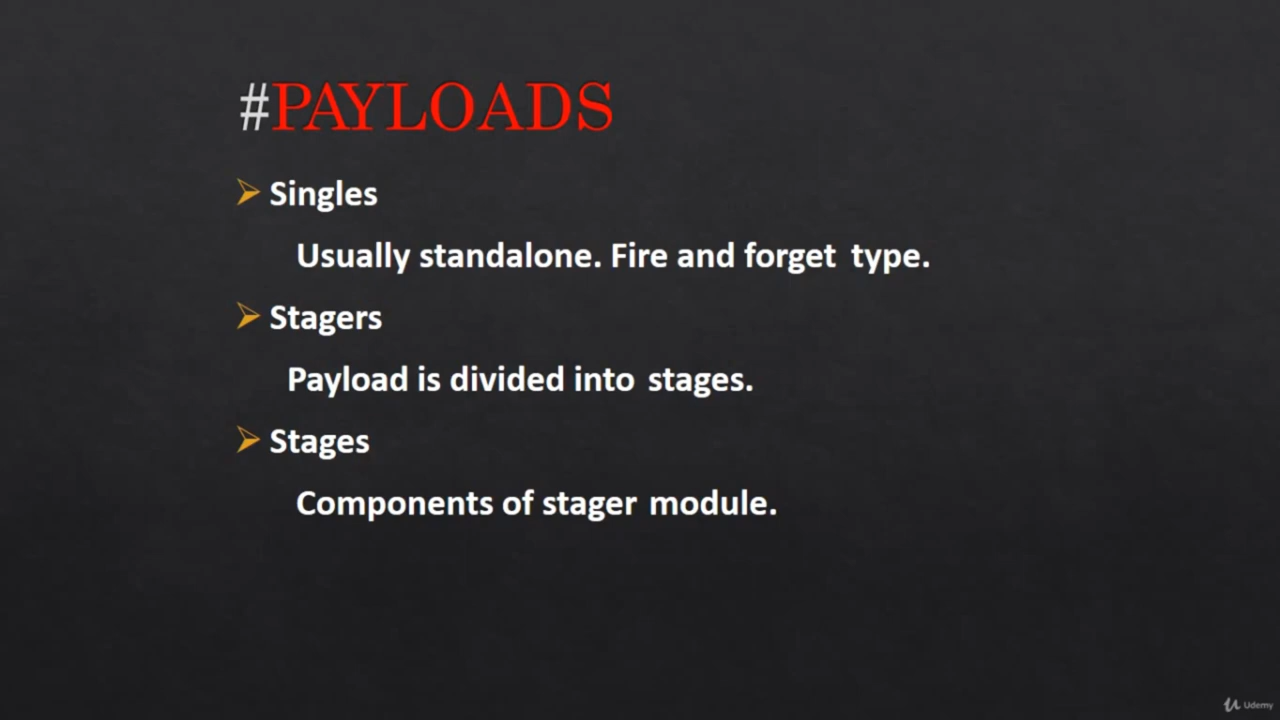 #PAYLOADS
Singles
Usually standalone. Fire and forget type.
Stagers
Payload is divided into stages.
Stages
Components of stager module.
Udemy